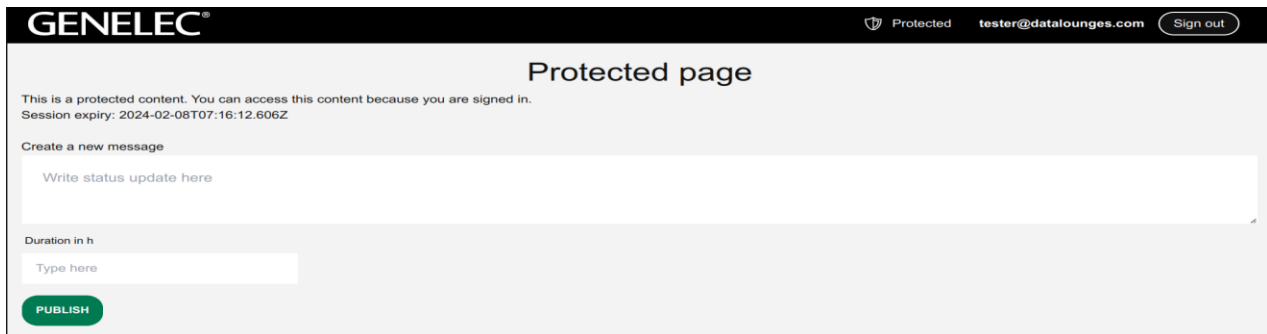 GENELEC®
Protected tester@datalounges.com Sign out
Protected page
This is a protected content. You can access this content because you are signed in.
Session expiry: 2024-02-08T07:16:12.606Z
Create a new message
Write status update here
Duration in h
Type here
PUBLISH